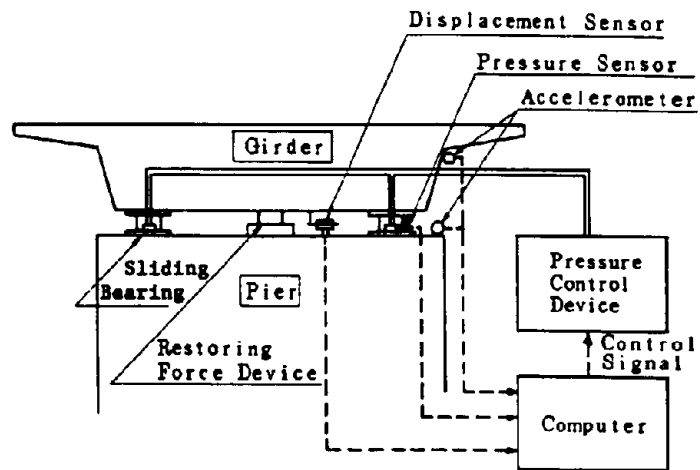 Displacement Sensor
Pressure Sensor
Accelerometer
Girder
Sliding
Bearing
Pier
Restoring
Force Device
Pressure
Control
Device
Control
Signal
Computer